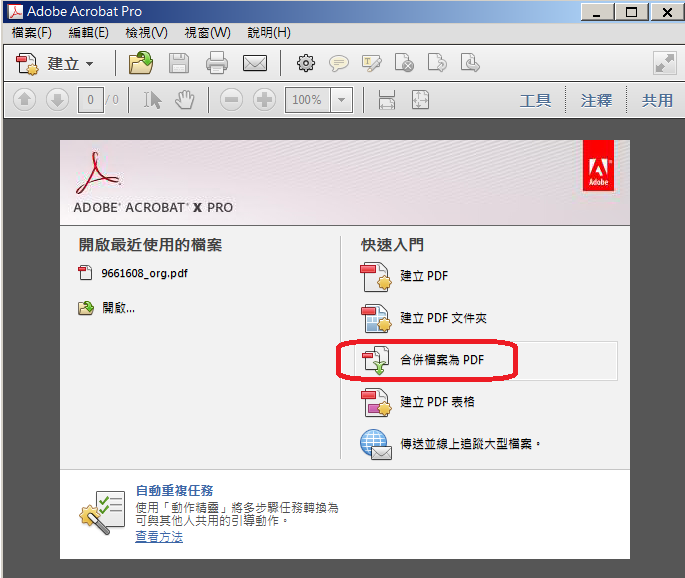 Adobe Acrobat Pro
檔案(F) 編輯(E) 檢視(V) 視窗(W) 說明(H)
建立
0 / 0 100% 工具 注釋 共用
Adobe
ADOBE® ACROBAT® X PRO
開啟最近使用的檔案
9661608_org.pdf
開啟...
快速入門
建立 PDF
建立 PDF 文件夾
合併檔案為 PDF
建立 PDF 表格
傳送並線上追蹤大型檔案。
自動重複任務
使用「動作精靈」將多步驟任務轉換為
可與其他人共用的引導動作。
查看方法